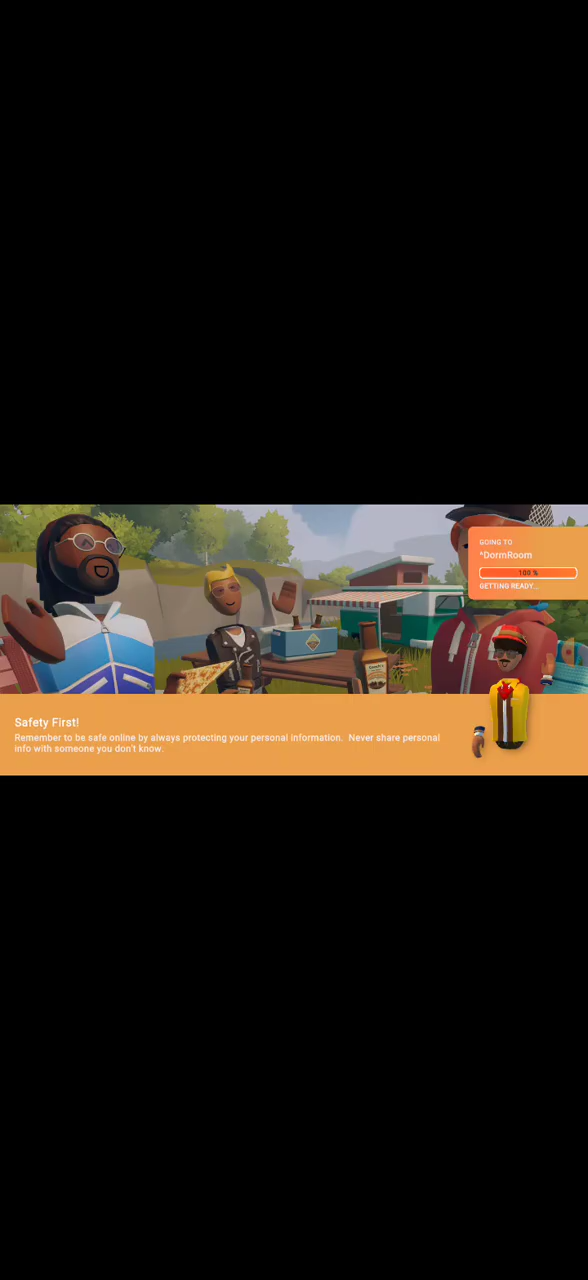 GOING TO
^DormRoom
100 %
GETTING READY...
Safety First!
Remember to be safe online by always protecting your personal information.  Never share personal
info with someone you don't know.